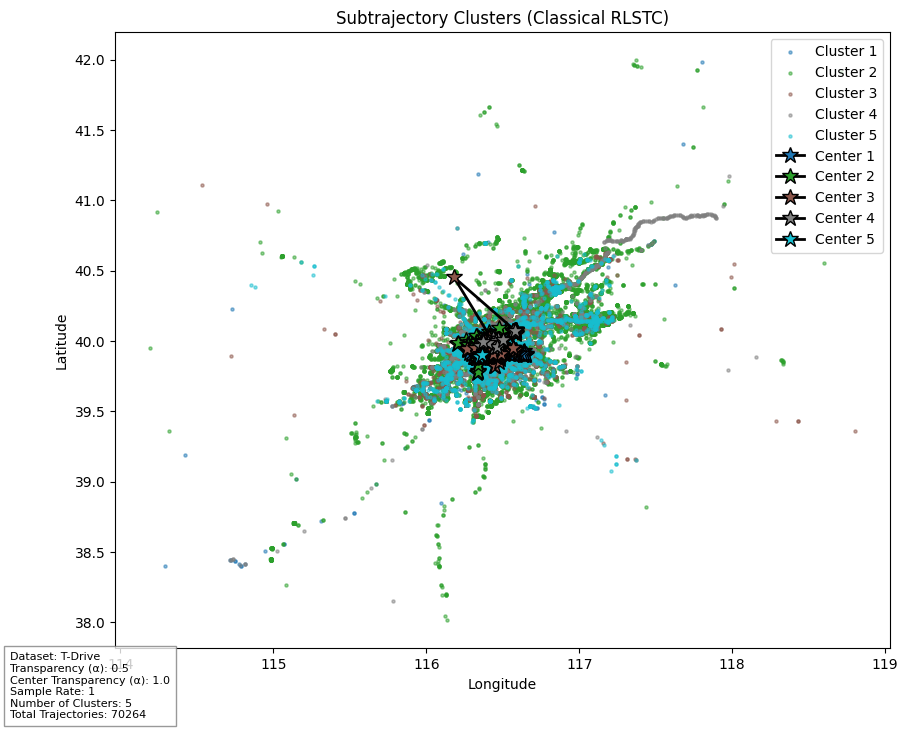 Subtrajectory Clusters (Classical RLSTC)
Cluster 1
Cluster 2
Cluster 3
Cluster 4
Cluster 5
Center 1
Center 2
Center 3
Center 4
Center 5
42.0
41.5
41.0
40.5
40.0
39.5
39.0
38.5
38.0
Latitude
114
115
116
117
118
119
Longitude
Dataset: T-Drive
Transparency (α): 0.5
Center Transparency (α): 1.0
Sample Rate: 1
Number of Clusters: 5
Total Trajectories: 70264